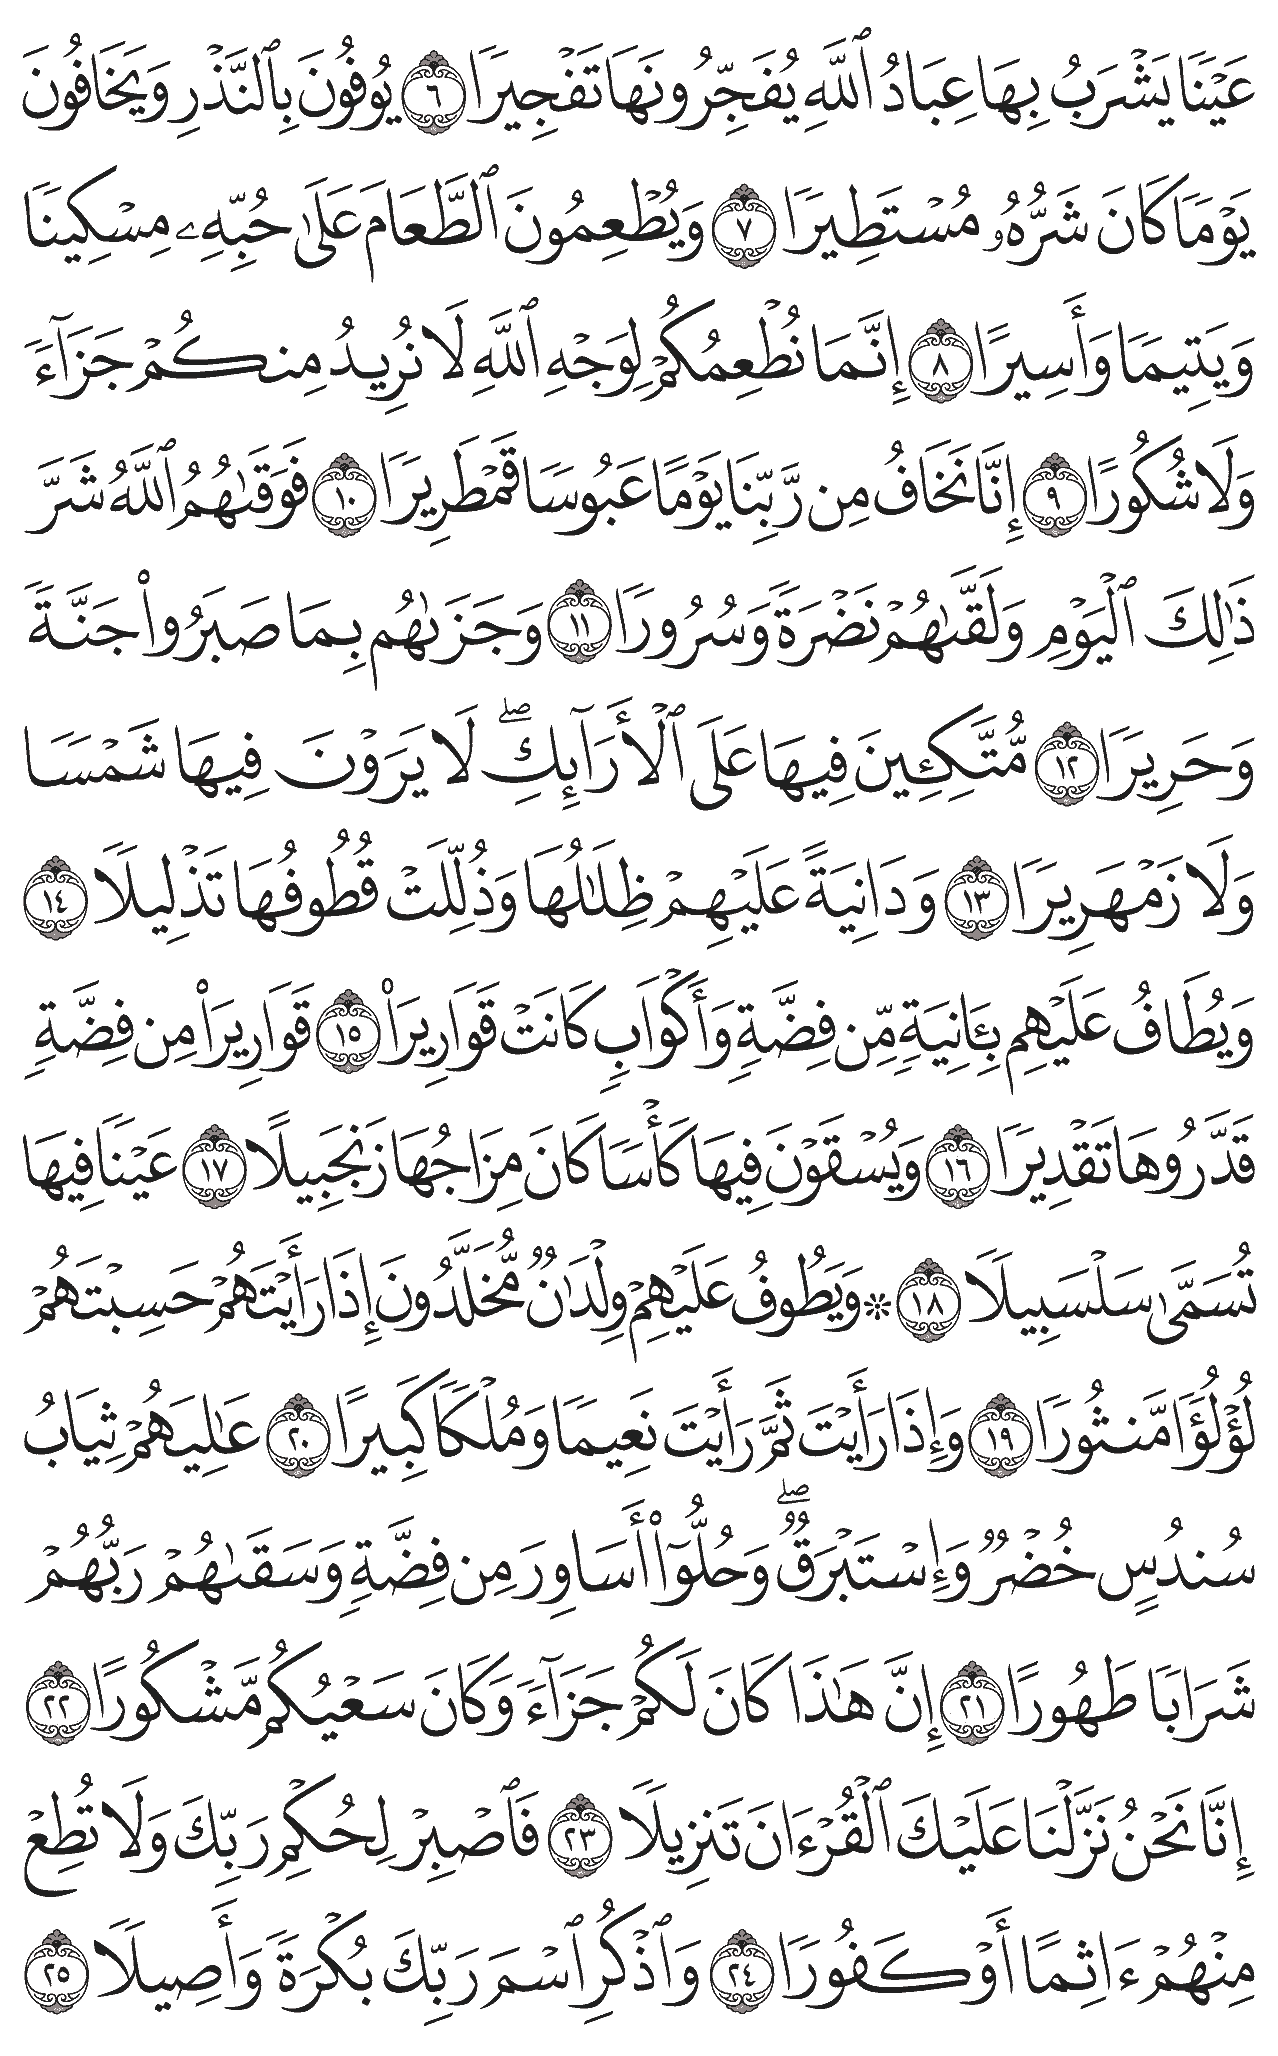 عَيْنًا يَشْرَبُ بِهَا عِبَادُ ٱللَّهِ يُفَجِّرُونَهَا تَفْجِيرًا ٦ يُوفُونَ بِٱلنَّذْرِ وَيَخَافُونَ
يَوْمًا كَانَ شَرُّهُۥ مُسْتَطِيرًا ٧ وَيُطْعِمُونَ ٱلطَّعَامَ عَلَىٰ حُبِّهِۦ مِسْكِينًا
وَيَتِيمًا وَأَسِيرًا ٨ إِنَّمَا نُطْعِمُكُمْ لِوَجْهِ ٱللَّهِ لَا نُرِيدُ مِنكُمْ جَزَآءً
وَلَا شُكُورًا ٩ إِنَّا نَخَافُ مِن رَّبِّنَا يَوْمًا عَبُوسًا قَمْطَرِيرًا ١٠ فَوَقَىٰهُمُ ٱللَّهُ شَرَّ
ذَٰلِكَ ٱلْيَوْمِ وَلَقَّىٰهُمْ نَضْرَةً وَسُرُورًا ١١ وَجَزَىٰهُم بِمَا صَبَرُوا۟ جَنَّةً
وَحَرِيرًا ١٢ مُّتَّكِـِٔينَ فِيهَا عَلَى ٱلْأَرَآئِكِ ۖ لَا يَرَوْنَ فِيهَا شَمْسًا
وَلَا زَمْهَرِيرًا ١٣ وَدَانِيَةً عَلَيْهِمْ ظِلَـٰلُهَا وَذُلِّلَتْ قُطُوفُهَا تَذْلِيلًا ١٤
وَيُطَافُ عَلَيْهِم بِـَٔانِيَةٍ مِّن فِضَّةٍ وَأَكْوَابٍ كَانَتْ قَوَارِيرَا۠ ١٥ قَوَارِيرَا۟ مِن فِضَّةٍ
قَدَّرُوهَا تَقْدِيرًا ١٦ وَيُسْقَوْنَ فِيهَا كَأْسًا كَانَ مِزَاجُهَا زَنجَبِيلًا ١٧ عَيْنًا فِيهَا
تُسَمَّىٰ سَلْسَبِيلًا ١٨ ۞ وَيَطُوفُ عَلَيْهِمْ وِلْدَٰنٌ مُّخَلَّدُونَ إِذَا رَأَيْتَهُمْ حَسِبْتَهُمْ
لُؤْلُؤًا مَّنثُورًا ١٩ وَإِذَا رَأَيْتَ ثَمَّ رَأَيْتَ نَعِيمًا وَمُلْكًا كَبِيرًا ٢٠ عَـٰلِيَهُمْ ثِيَابُ
سُندُسٍ خُضْرٌ وَإِسْتَبْرَقٌ ۖ وَحُلُّوٓا۟ أَسَاوِرَ مِن فِضَّةٍ وَسَقَىٰهُمْ رَبُّهُمْ
شَرَابًا طَهُورًا ٢١ إِنَّ هَـٰذَا كَانَ لَكُمْ جَزَآءً وَكَانَ سَعْيُكُم مَّشْكُورًا ٢٢
إِنَّا نَحْنُ نَزَّلْنَا عَلَيْكَ ٱلْقُرْءَانَ تَنزِيلًا ٢٣ فَٱصْبِرْ لِحُكْمِ رَبِّكَ وَلَا تُطِعْ
مِنْهُمْ ءَاثِمًا أَوْ كَفُورًا ٢٤ وَٱذْكُرِ ٱسْمَ رَبِّكَ بُكْرَةً وَأَصِيلًا ٢٥